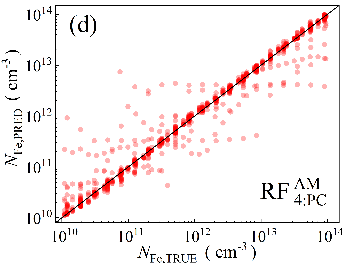 (d)
10^14
10^13
10^12
10^11
10^10
N_Fe,PRED ( cm^-3 )
RF^AM_4:PC
10^10 10^11 10^12 10^13 10^14
N_Fe,TRUE ( cm^-3 )